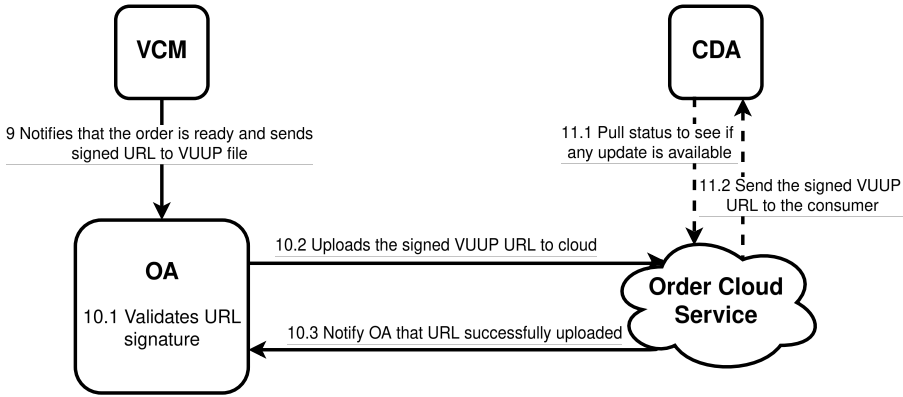 VCM
CDA
9 Notifies that the order is ready and sends
signed URL to VUUP file
11.1 Pull status to see if
any update is available
11.2 Send the signed VUUP
URL to the consumer
OA
10.1 Validates URL
signature
10.2 Uploads the signed VUUP URL to cloud
Order Cloud
Service
10.3 Notify OA that URL successfully uploaded